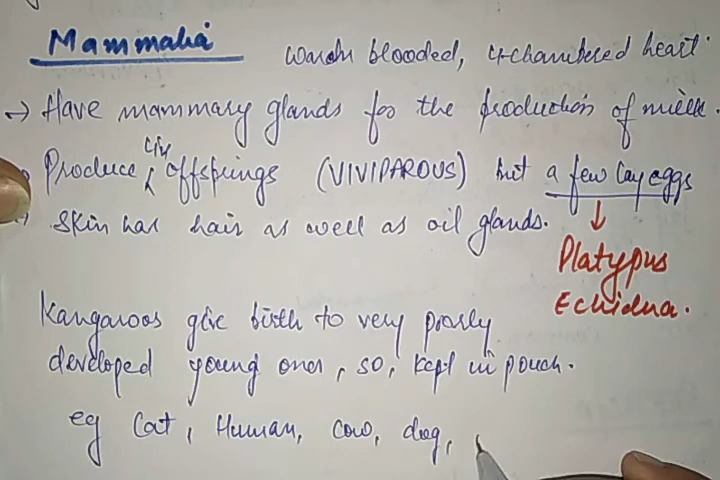 Mammalia warm blooded, 4-chambered heart.
→ Have mammary glands for the production of milk.
Produce live offsprings (VIVIPAROUS) but a few lay eggs
→ Skin has hair as well as oil glands.
Platypus
Echidna.
Kangaroos give birth to very poorly
developed young ones, so, kept in pouch.
eg Cat, Human, Cow, dog,